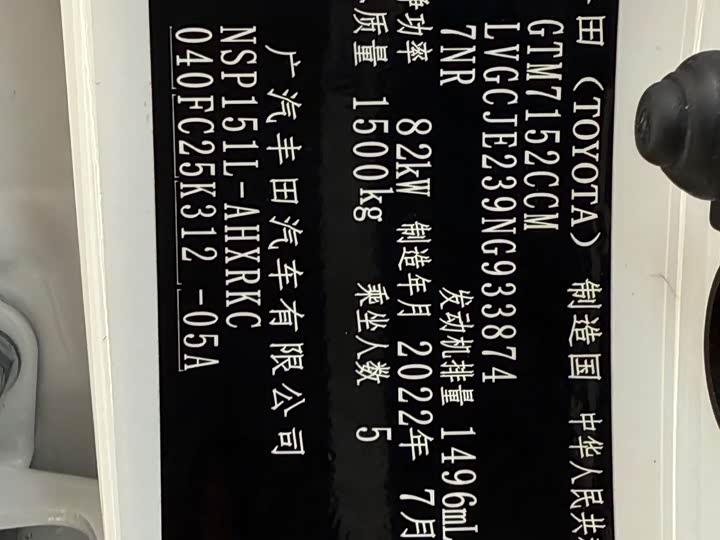 田 (TOYOTA) 制造国 中华人民共
GTM7152CCM
LVGCJE239NG933874
7NR 发动机排量 1496mL
功率 82kW 制造年月 2022年 7月
质量 1500kg 乘坐人数 5
广汽丰田汽车有限公司
NSP151L-AHXRKC
040FC25K312 -05A